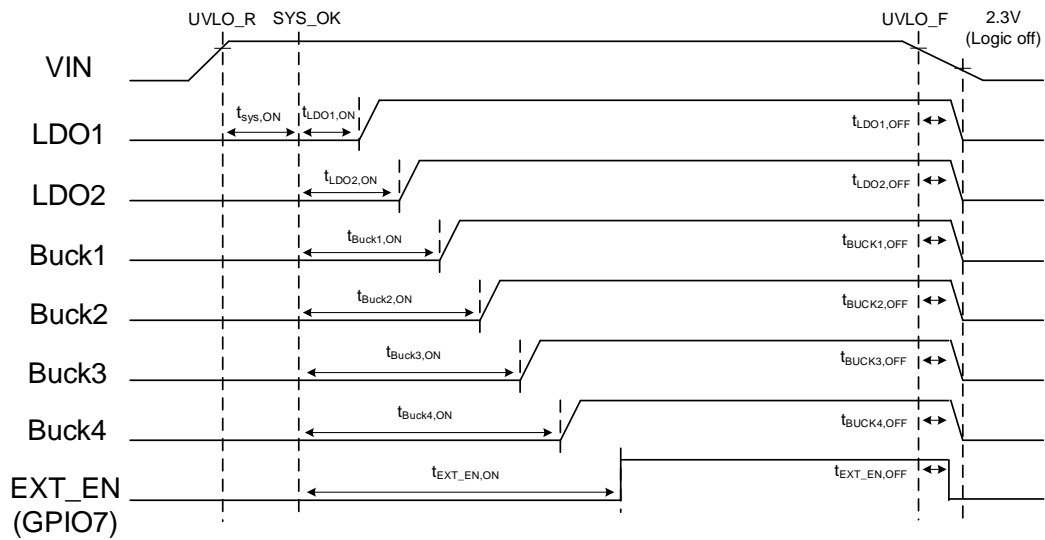 UVLO_R SYS_OK UVLO_F 2.3V
(Logic off)
VIN
tsys,ON tLDO1,ON
LDO1 tLDO1,OFF
LDO2 tLDO2,ON tLDO2,OFF
Buck1 tBuck1,ON tBUCK1,OFF
Buck2 tBuck2,ON tBUCK2,OFF
Buck3 tBuck3,ON tBUCK3,OFF
Buck4 tBuck4,ON tBUCK4,OFF
EXT_EN tEXT_EN,ON tEXT_EN,OFF
(GPIO7)